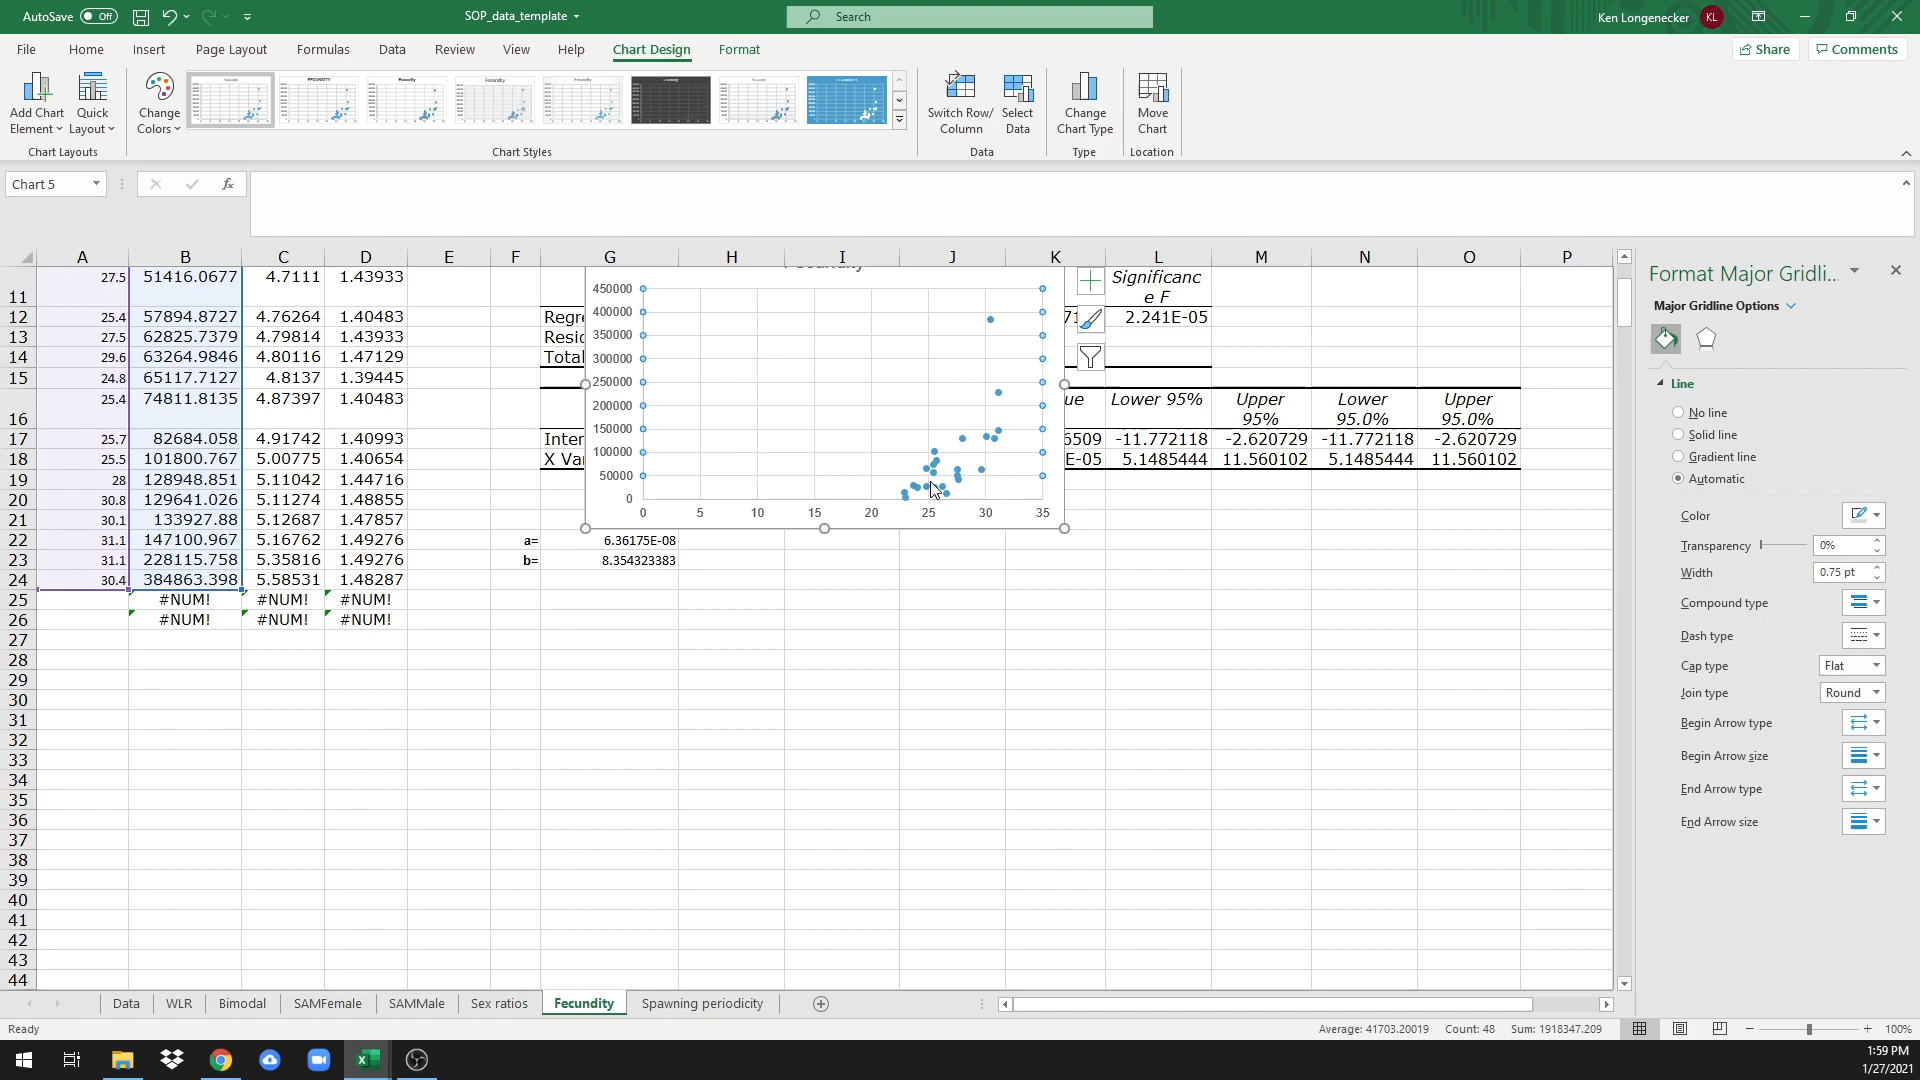 AutoSave Off
SOP_data_template
Search
Ken Longenecker KL
File Home Insert Page Layout Formulas Data Review View Help Chart Design Format
Share Comments
Add Chart Element
Quick Layout
Change Colors
Switch Row/ Column
Select Data
Change Chart Type
Move Chart
Chart Layouts Chart Styles Data Type Location
Chart 5
fx
A B C D E F G H I J K L M N O P
11 27.5 51416.0677 4.7111 1.43933 Significanc
e F
450000
12 25.4 57894.8727 4.76264 1.40483 Regre 400000 2.241E-05
13 27.5 62825.7379 4.79814 1.43933 Resid 350000
14 29.6 63264.9846 4.80116 1.47129 Total 300000
15 24.8 65117.7127 4.8137 1.39445 250000
16 25.4 74811.8135 4.87397 1.40483 200000 ue Lower 95% Upper 95% Lower 95.0% Upper 95.0%
17 25.7 82684.058 4.91742 1.40993 Inter 150000 6509 -11.772118 -2.620729 -11.772118 -2.620729
18 25.5 101800.767 5.00775 1.40654 X Va 100000 E-05 5.1485444 11.560102 5.1485444 11.560102
19 28 128948.851 5.11042 1.44716 50000
20 30.8 129641.026 5.11274 1.48855 0
0 5 10 15 20 25 30 35
21 30.1 133927.88 5.12687 1.47857
22 31.1 147100.967 5.16762 1.49276 a= 6.36175E-08
23 31.1 228115.758 5.35816 1.49276 b= 8.354323383
24 30.4 384863.398 5.58531 1.48287
25 #NUM! #NUM! #NUM!
26 #NUM! #NUM! #NUM!
27
28
29
30
31
32
33
34
35
36
37
38
39
40
41
42
43
44
Format Major Gridli...
Major Gridline Options
Line
No line
Solid line
Gradient line
Automatic
Color
Transparency 0%
Width 0.75 pt
Compound type
Dash type
Cap type Flat
Join type Round
Begin Arrow type
Begin Arrow size
End Arrow type
End Arrow size
Data WLR Bimodal SAMFemale SAMMale Sex ratios Fecundity Spawning periodicity
Ready
Average: 41703.20019 Count: 48 Sum: 1918347.209 100%
1:59 PM
1/27/2021